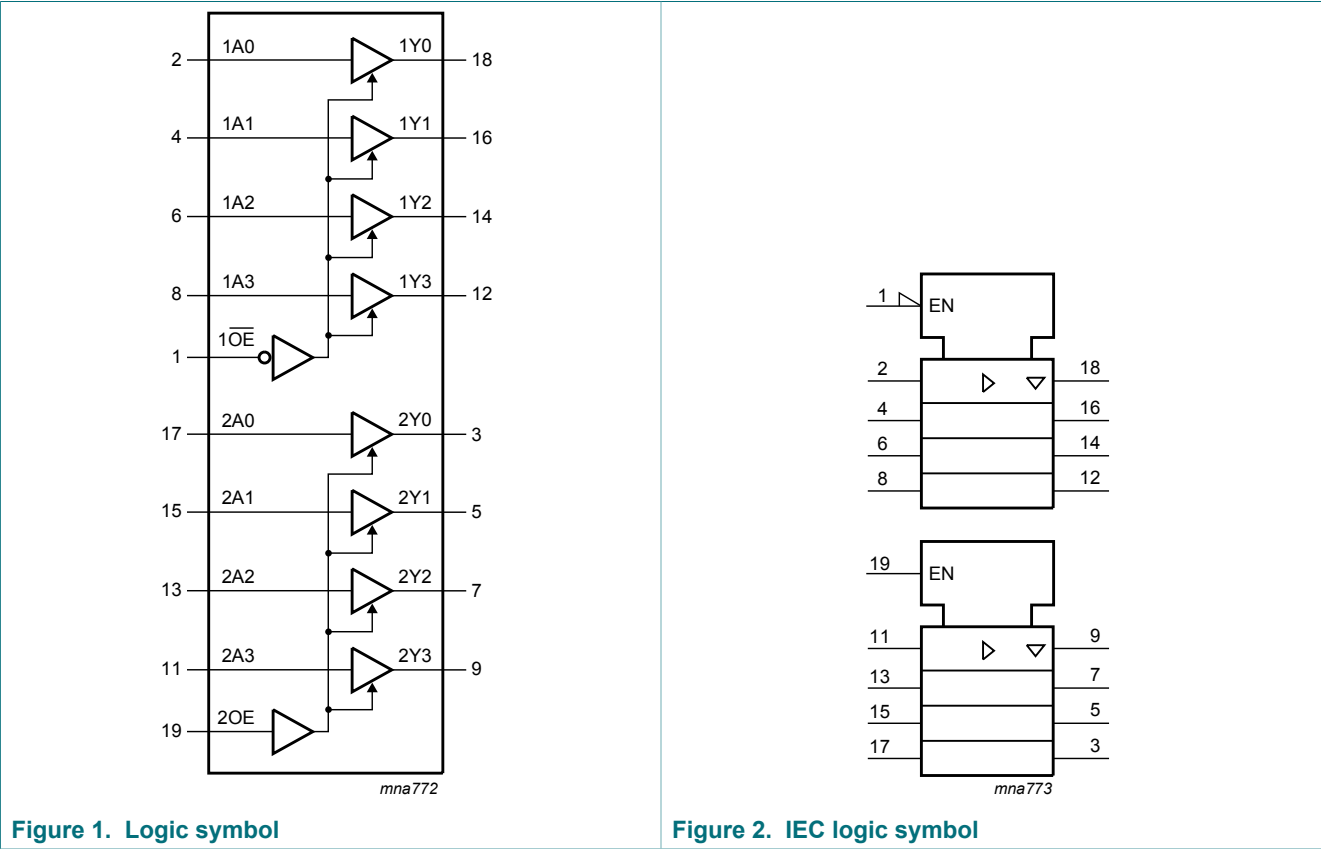 2 1A0 1Y0 18
4 1A1 1Y1 16
6 1A2 1Y2 14
8 1A3 1Y3 12
1 1O̅E̅
17 2A0 2Y0 3
15 2A1 2Y1 5
13 2A2 2Y2 7
11 2A3 2Y3 9
19 2OE
mna772
Figure 1. Logic symbol
1 EN
2 18
4 16
6 14
8 12
19 EN
11 9
13 7
15 5
17 3
mna773
Figure 2. IEC logic symbol